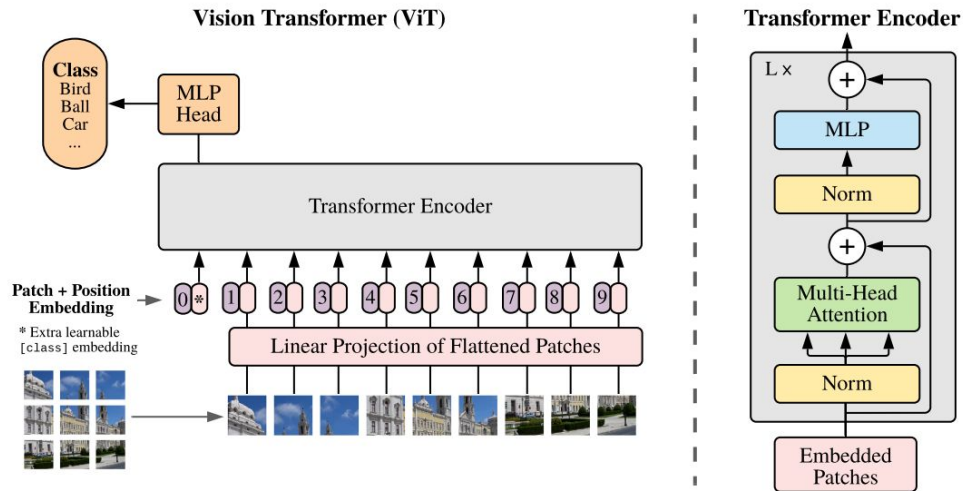 Vision Transformer (ViT)
Class
Bird
Ball
Car
...
MLP
Head
Transformer Encoder
Patch + Position
Embedding
0 * 1 2 3 4 5 6 7 8 9
* Extra learnable
[class] embedding
Linear Projection of Flattened Patches
Transformer Encoder
L ×
+
MLP
Norm
+
Multi-Head
Attention
Norm
Embedded
Patches